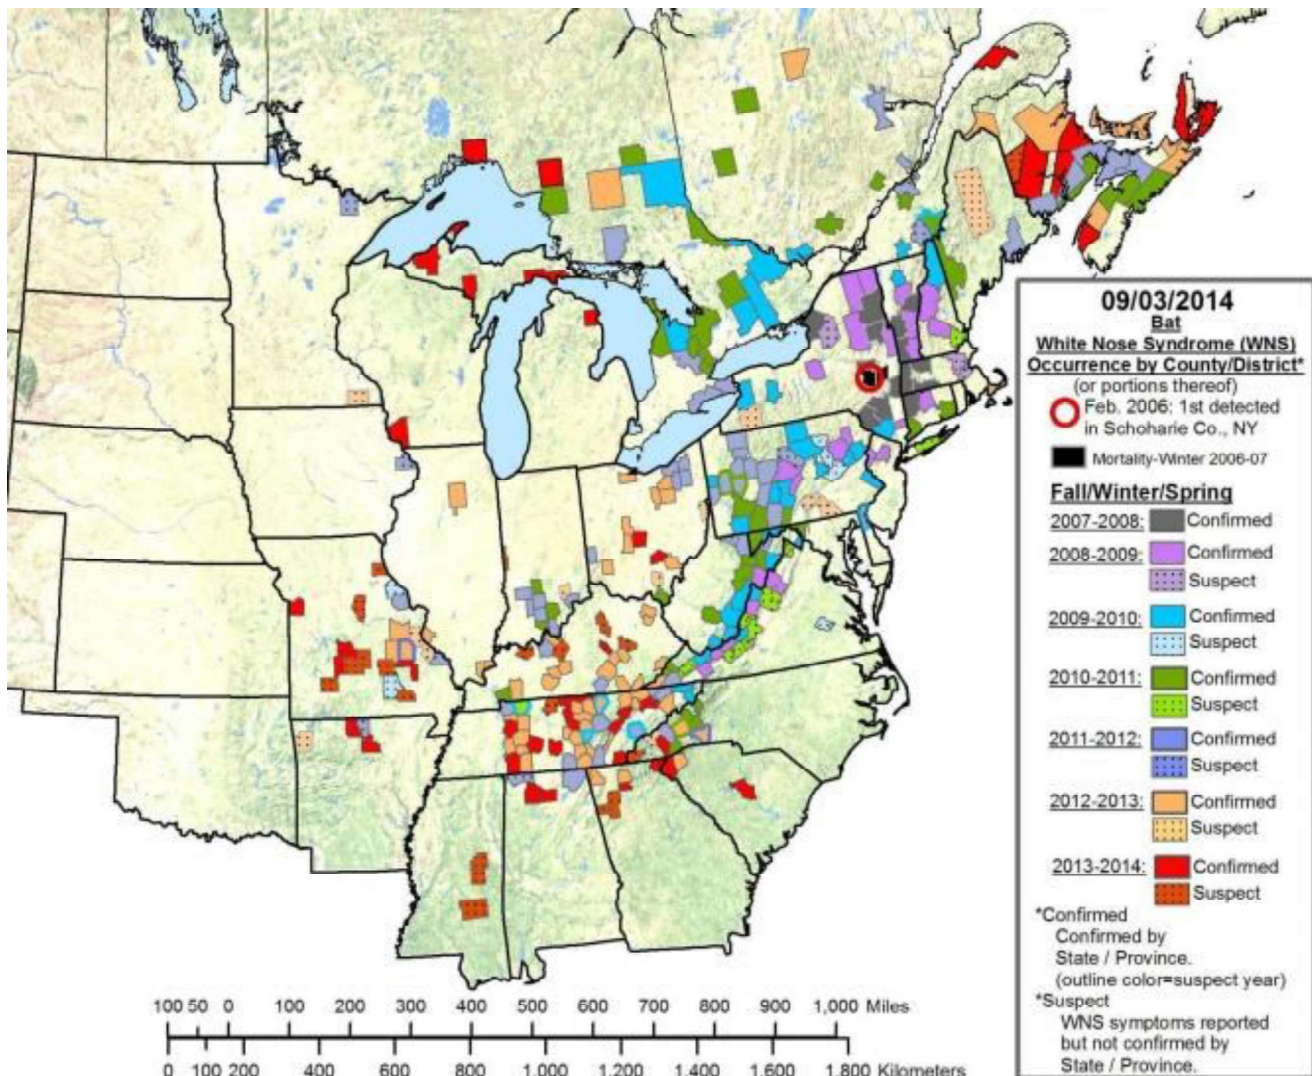 09/03/2014
Bat
White Nose Syndrome (WNS)
Occurrence by County/District*
(or portions thereof)
Feb. 2006: 1st detected
in Schoharie Co., NY
Mortality-Winter 2006-07
Fall/Winter/Spring
2007-2008: Confirmed
2008-2009: Confirmed
Suspect
2009-2010: Confirmed
Suspect
2010-2011: Confirmed
Suspect
2011-2012: Confirmed
Suspect
2012-2013: Confirmed
Suspect
2013-2014: Confirmed
Suspect
*Confirmed
Confirmed by
State / Province.
(outline color=suspect year)
*Suspect
WNS symptoms reported
but not confirmed by
State / Province.
100 50 0 100 200 300 400 500 600 700 800 900 1,000 Miles
0 100 200 400 600 800 1.000 1.200 1.400 1.600 1.800 Kilometers